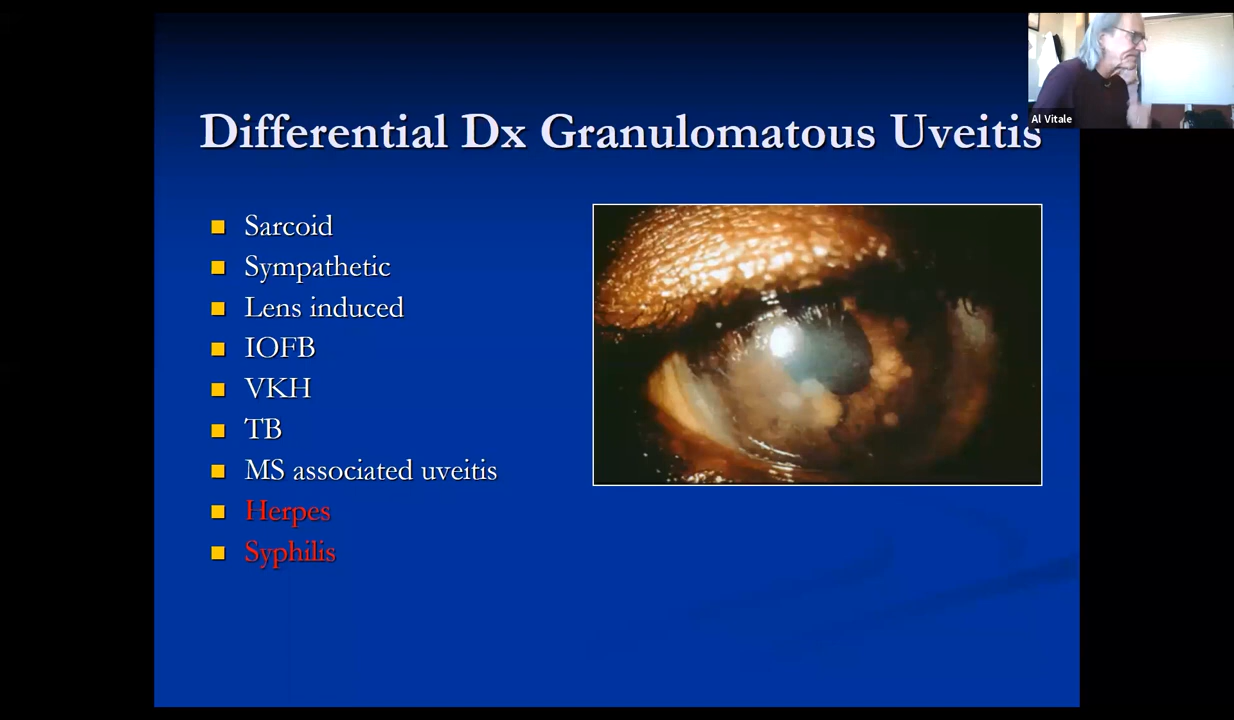 Differential Dx Granulomatous Uveitis
Al Vitale
Sarcoid
Sympathetic
Lens induced
IOFB
VKH
TB
MS associated uveitis
Herpes
Syphilis